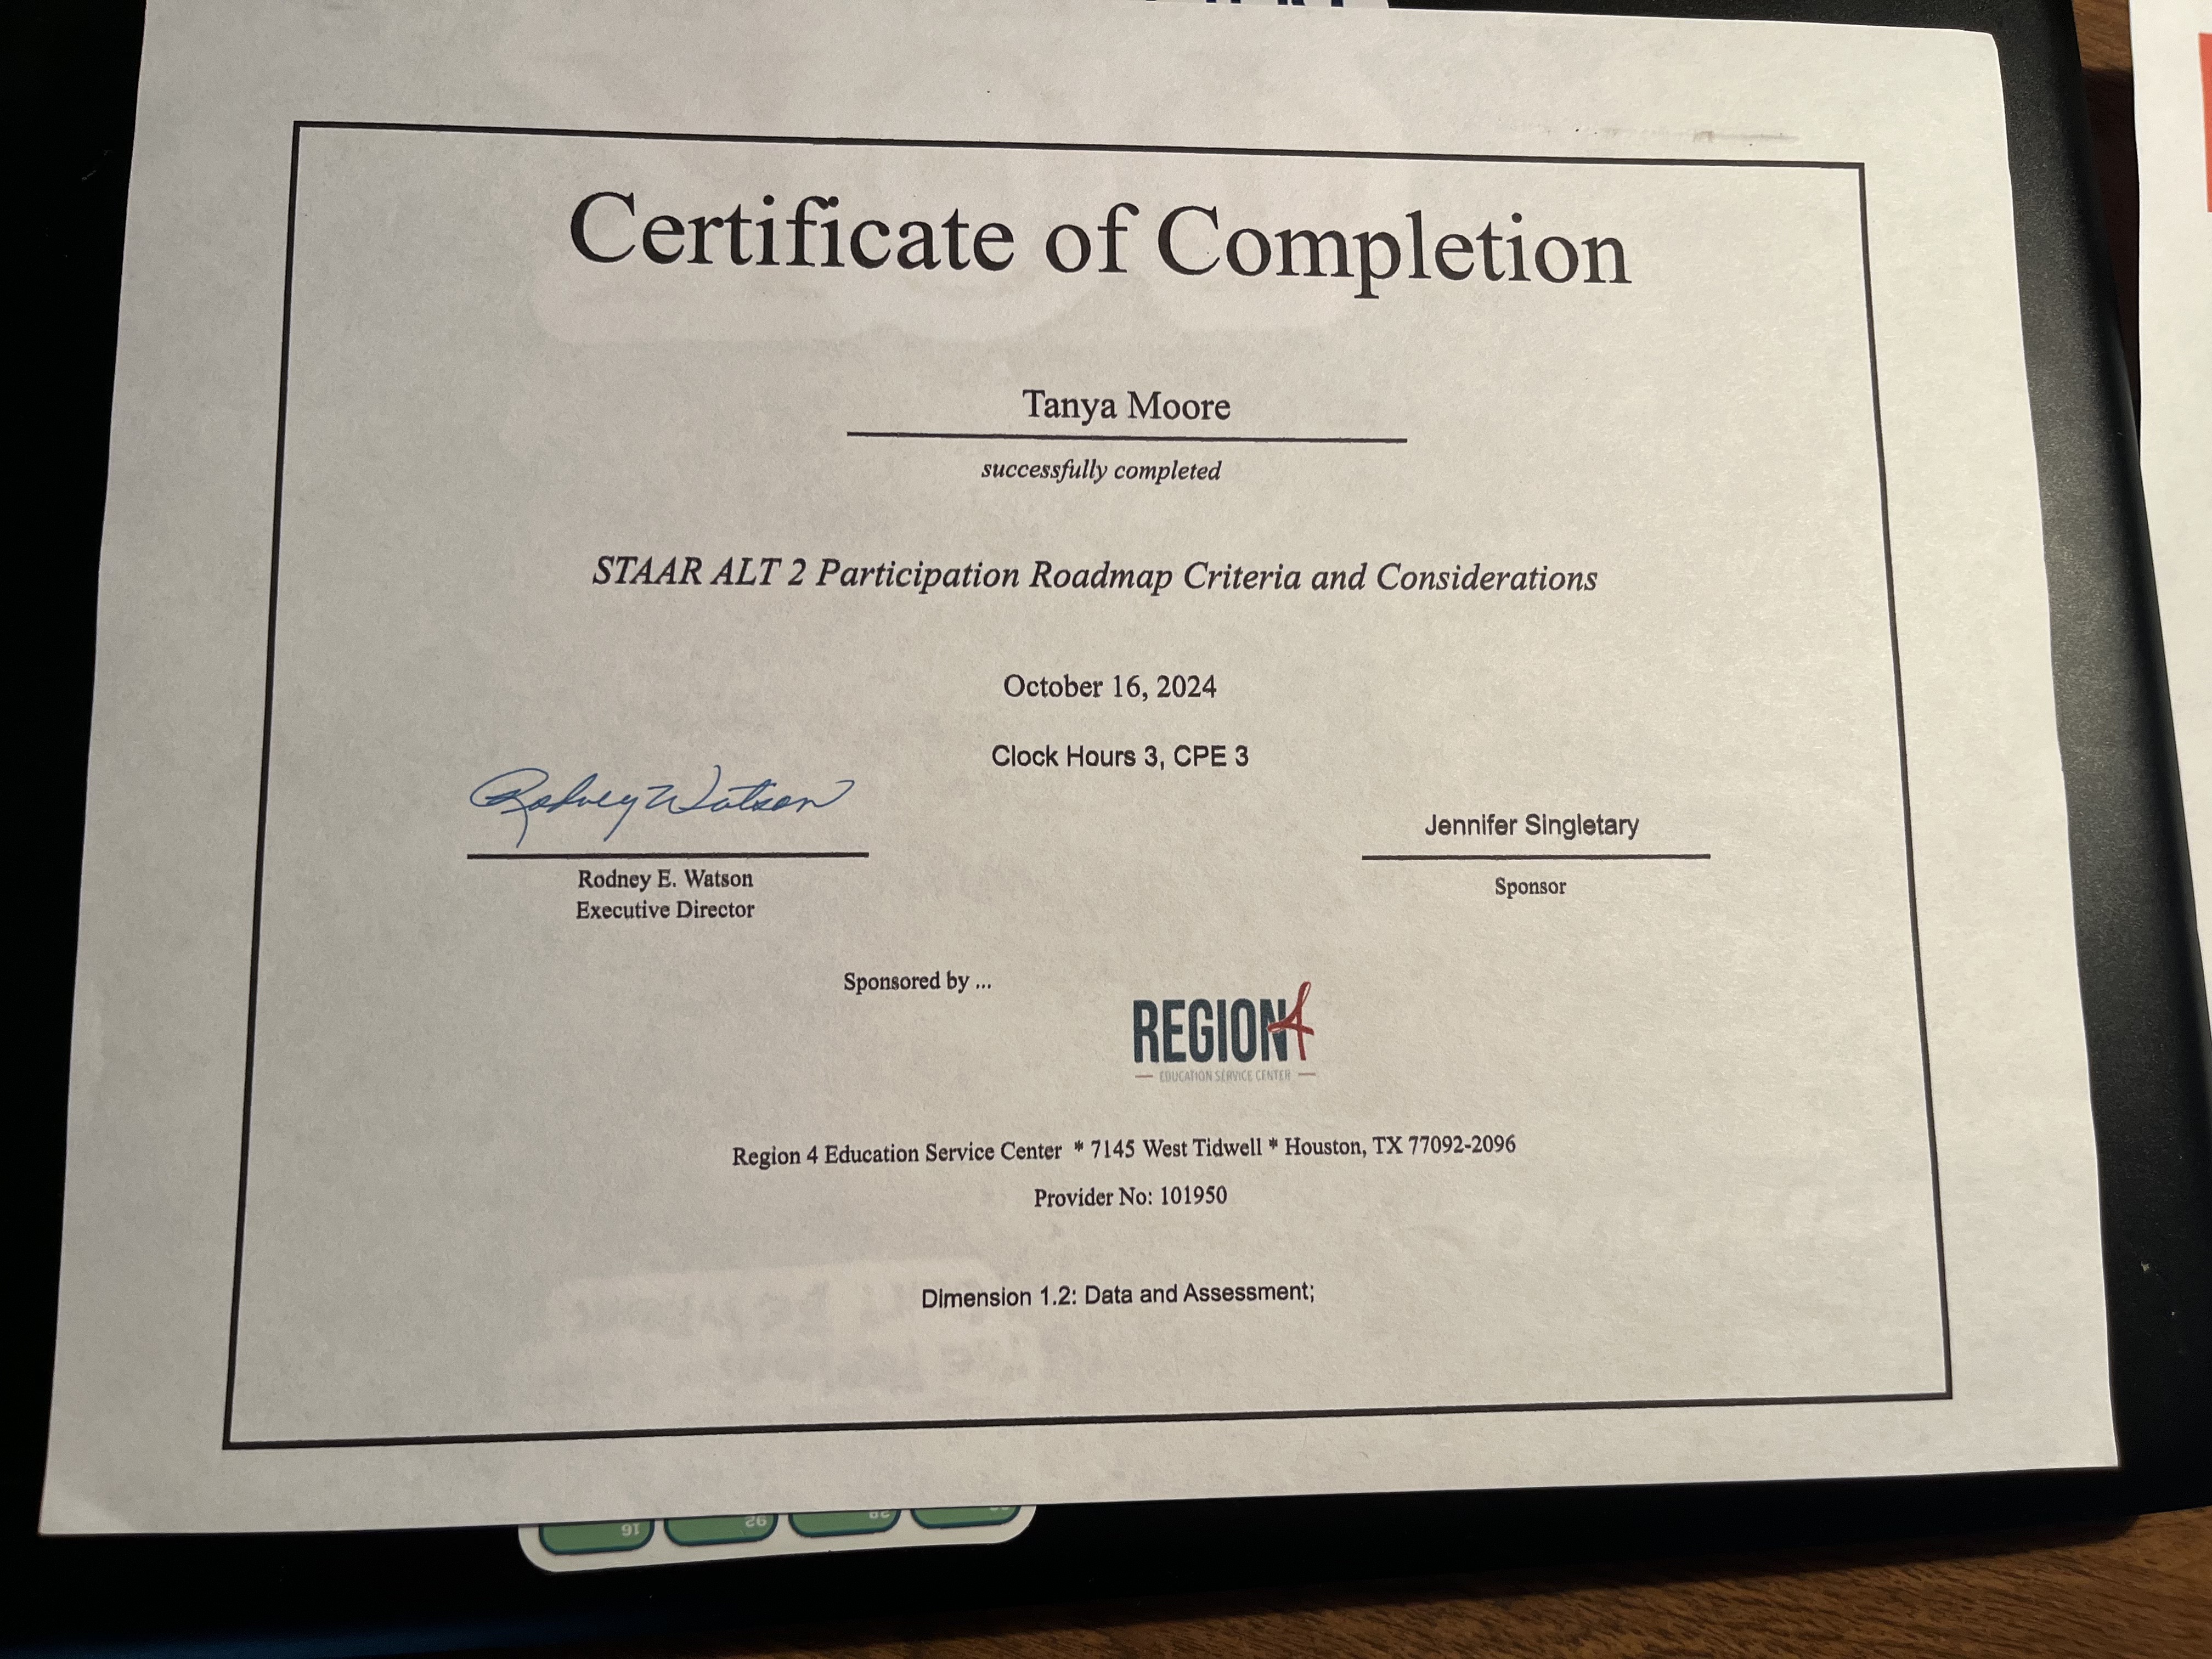 Certificate of Completion
Tanya Moore
successfully completed
STAAR ALT 2 Participation Roadmap Criteria and Considerations
October 16, 2024
Clock Hours 3, CPE 3
Rodney Watson
Rodney E. Watson
Executive Director
Jennifer Singletary
Sponsor
Sponsored by ...
REGION 4
EDUCATION SERVICE CENTER
Region 4 Education Service Center * 7145 West Tidwell * Houston, TX 77092-2096
Provider No: 101950
Dimension 1.2: Data and Assessment;